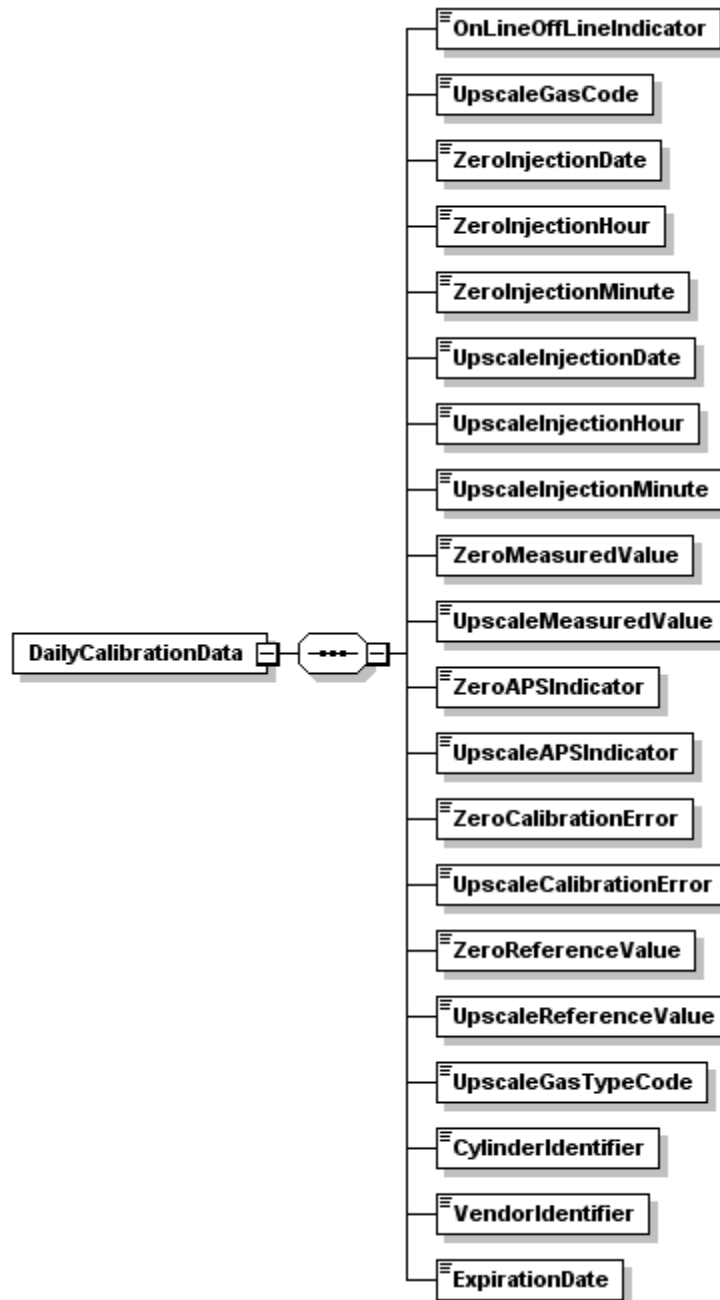 OnLineOffLineIndicator
UpscaleGasCode
ZeroInjectionDate
ZeroInjectionHour
ZeroInjectionMinute
UpscaleInjectionDate
UpscaleInjectionHour
UpscaleInjectionMinute
ZeroMeasuredValue
UpscaleMeasuredValue
DailyCalibrationData
ZeroAPSIndicator
UpscaleAPSIndicator
ZeroCalibrationError
UpscaleCalibrationError
ZeroReferenceValue
UpscaleReferenceValue
UpscaleGasTypeCode
CylinderIdentifier
VendorIdentifier
ExpirationDate